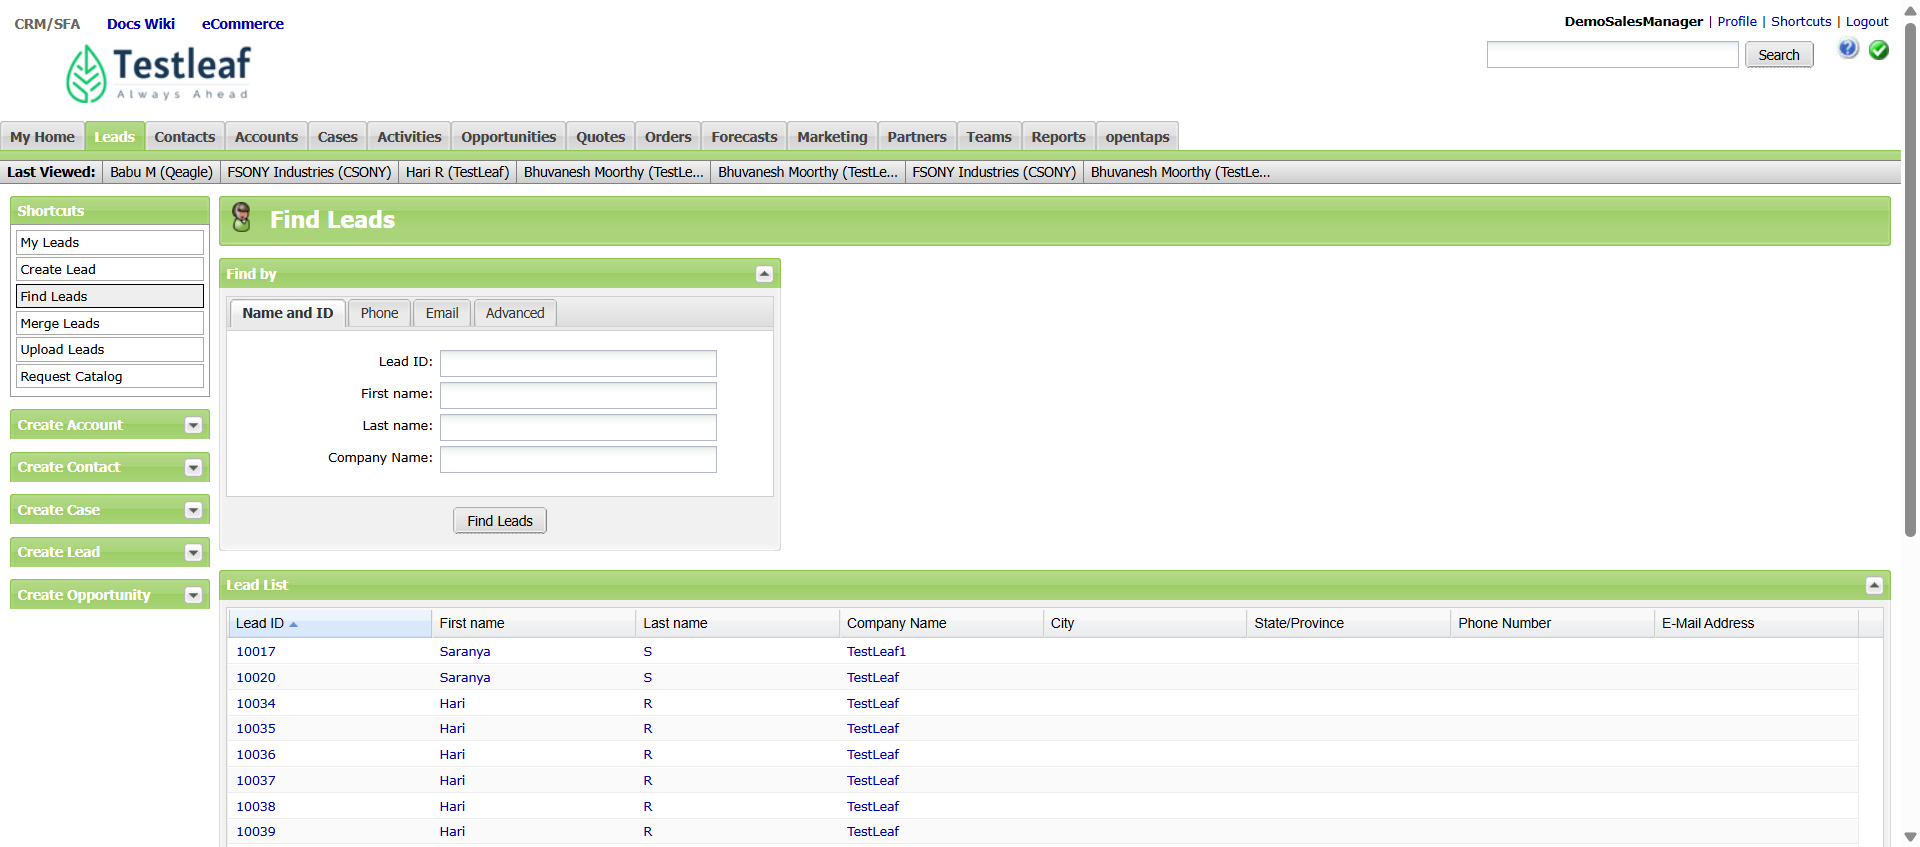 CRM/SFA Docs Wiki eCommerce
DemoSalesManager | Profile | Shortcuts | Logout
Search
Testleaf
Always Ahead
My Home Leads Contacts Accounts Cases Activities Opportunities Quotes Orders Forecasts Marketing Partners Teams Reports opentaps
Last Viewed: Babu M (Qeagle) FSONY Industries (CSONY) Hari R (TestLeaf) Bhuvanesh Moorthy (TestLe... Bhuvanesh Moorthy (TestLe... FSONY Industries (CSONY) Bhuvanesh Moorthy (TestLe...
Shortcuts
My Leads
Create Lead
Find Leads
Merge Leads
Upload Leads
Request Catalog
Create Account
Create Contact
Create Case
Create Lead
Create Opportunity
Find Leads
Find by
Name and ID Phone Email Advanced
Lead ID:
First name:
Last name:
Company Name:
Find Leads
Lead List
Lead ID First name Last name Company Name City State/Province Phone Number E-Mail Address
10017 Saranya S TestLeaf1
10020 Saranya S TestLeaf
10034 Hari R TestLeaf
10035 Hari R TestLeaf
10036 Hari R TestLeaf
10037 Hari R TestLeaf
10038 Hari R TestLeaf
10039 Hari R TestLeaf